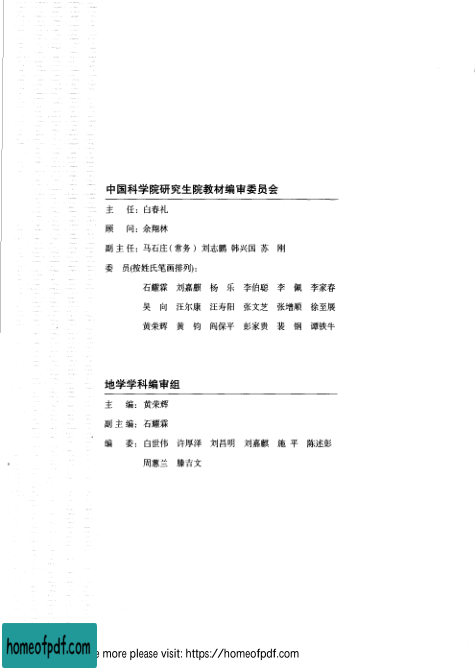 中国科学院研究生院教材编审委员会
主 任：白春礼
顾 问：余翔林
副主任：马石庄(常务) 刘志鹏 韩兴国 苏 刚
委 员(按姓氏笔画排列)：
石耀霖 刘嘉麒 杨 乐 李伯聪 李 佩 李家春
吴 向 汪尔康 汪寿阳 张文芝 张增顺 徐至展
黄荣辉 黄 钧 阎保平 彭家贵 裴 钢 谭铁牛
地学学科编审组
主 编：黄荣辉
副主编：石耀霖
编 委：白世伟 许厚泽 刘昌明 刘嘉麒 施 平 陈述彭
周蕙兰 滕吉文
homeofpdf.com
e more please visit: https://homeofpdf.com